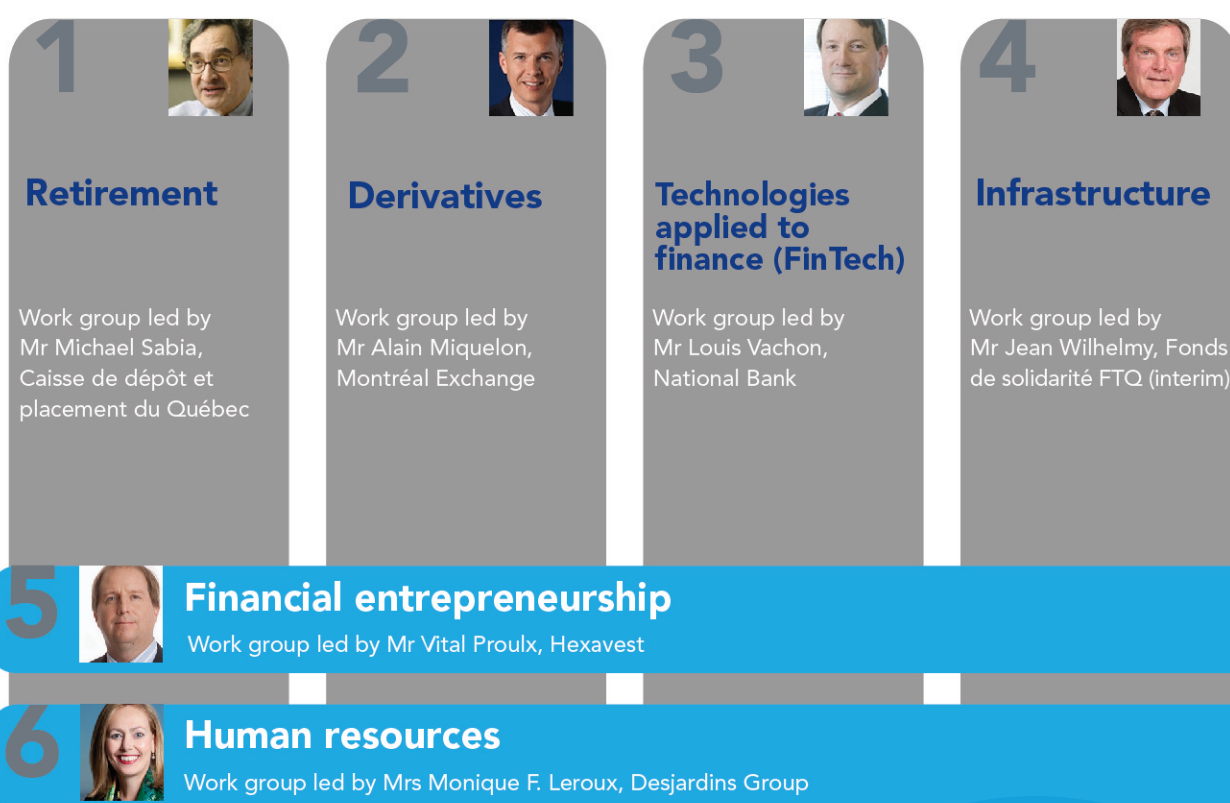 1
Retirement
Work group led by
Mr Michael Sabia,
Caisse de dépôt et
placement du Québec
2
Derivatives
Work group led by
Mr Alain Miquelon,
Montréal Exchange
3
Technologies
applied to
finance (FinTech)
Work group led by
Mr Louis Vachon,
National Bank
4
Infrastructure
Work group led by
Mr Jean Wilhelmy, Fonds
de solidarité FTQ (interim)
5
Financial entrepreneurship
Work group led by Mr Vital Proulx, Hexavest
6
Human resources
Work group led by Mrs Monique F. Leroux, Desjardins Group